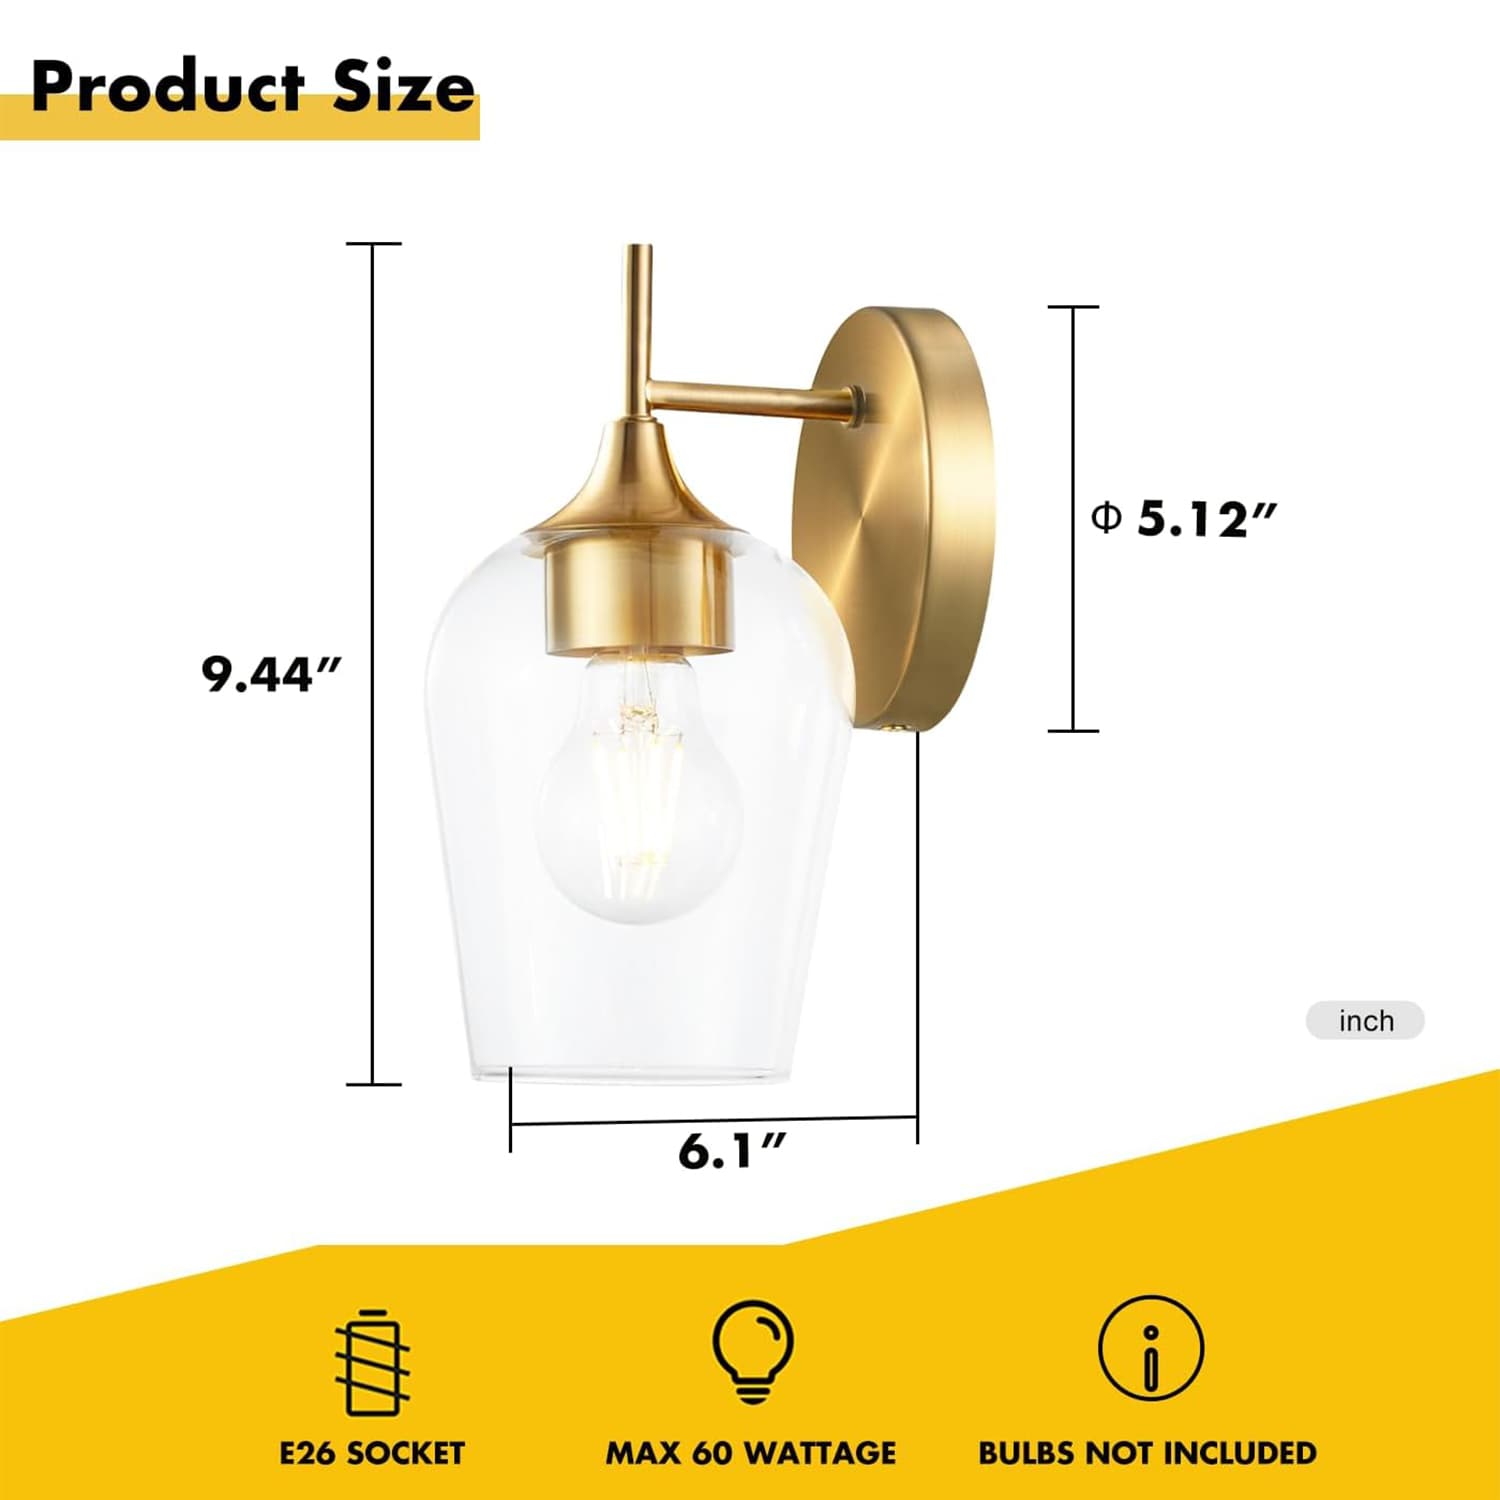 Product Size
9.44″
Φ 5.12″
inch
6.1″
E26 SOCKET
MAX 60 WATTAGE
BULBS NOT INCLUDED